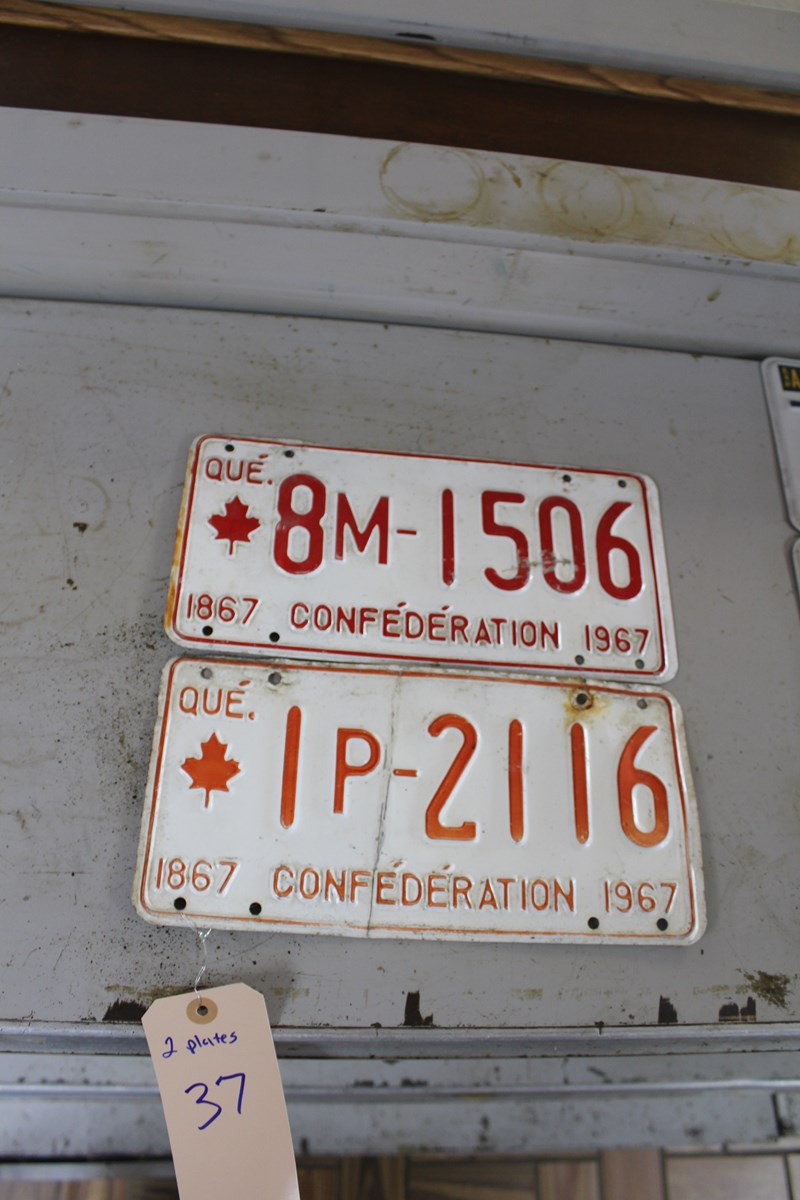 QUÉ.
8M-1506
1867 CONFÉDÉRATION 1967
QUÉ.
1P-2116
1867 CONFÉDÉRATION 1967
2 plates
37